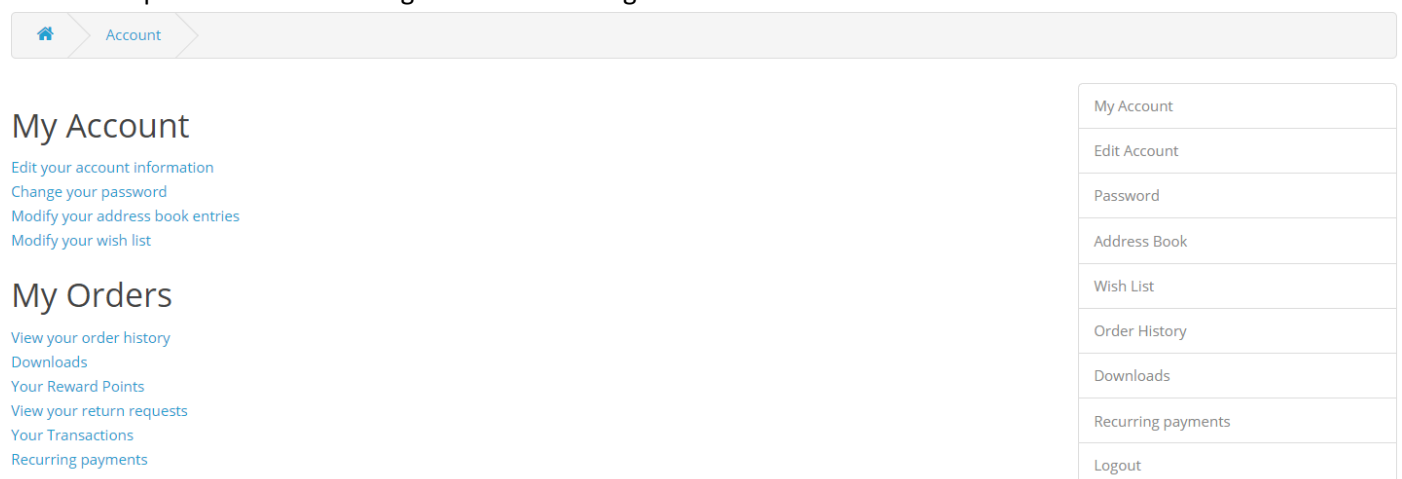 Account
My Account
Edit your account information
Change your password
Modify your address book entries
Modify your wish list
My Orders
View your order history
Downloads
Your Reward Points
View your return requests
Your Transactions
Recurring payments
My Account
Edit Account
Password
Address Book
Wish List
Order History
Downloads
Recurring payments
Logout